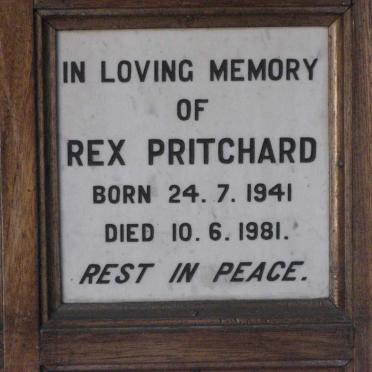 IN LOVING MEMORY
OF
REX PRITCHARD
BORN 24. 7. 1941
DIED 10. 6. 1981.
REST IN PEACE.